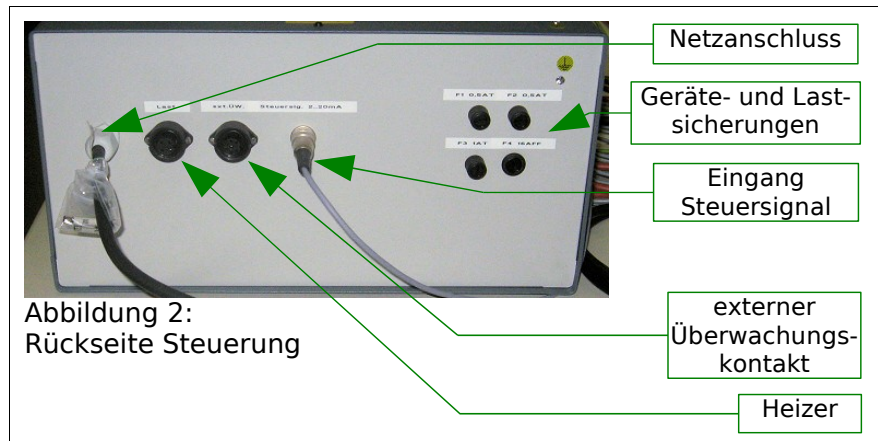 Netzanschluss
Last
ext.ÜW.
Steuersig. 2..20mA
F1 0,5AT F2 0,5AT
F3 1AT F4 16AFF
Geräte- und Last-
sicherungen
Eingang
Steuersignal
Abbildung 2:
Rückseite Steuerung
externer
Überwachungs-
kontakt
Heizer